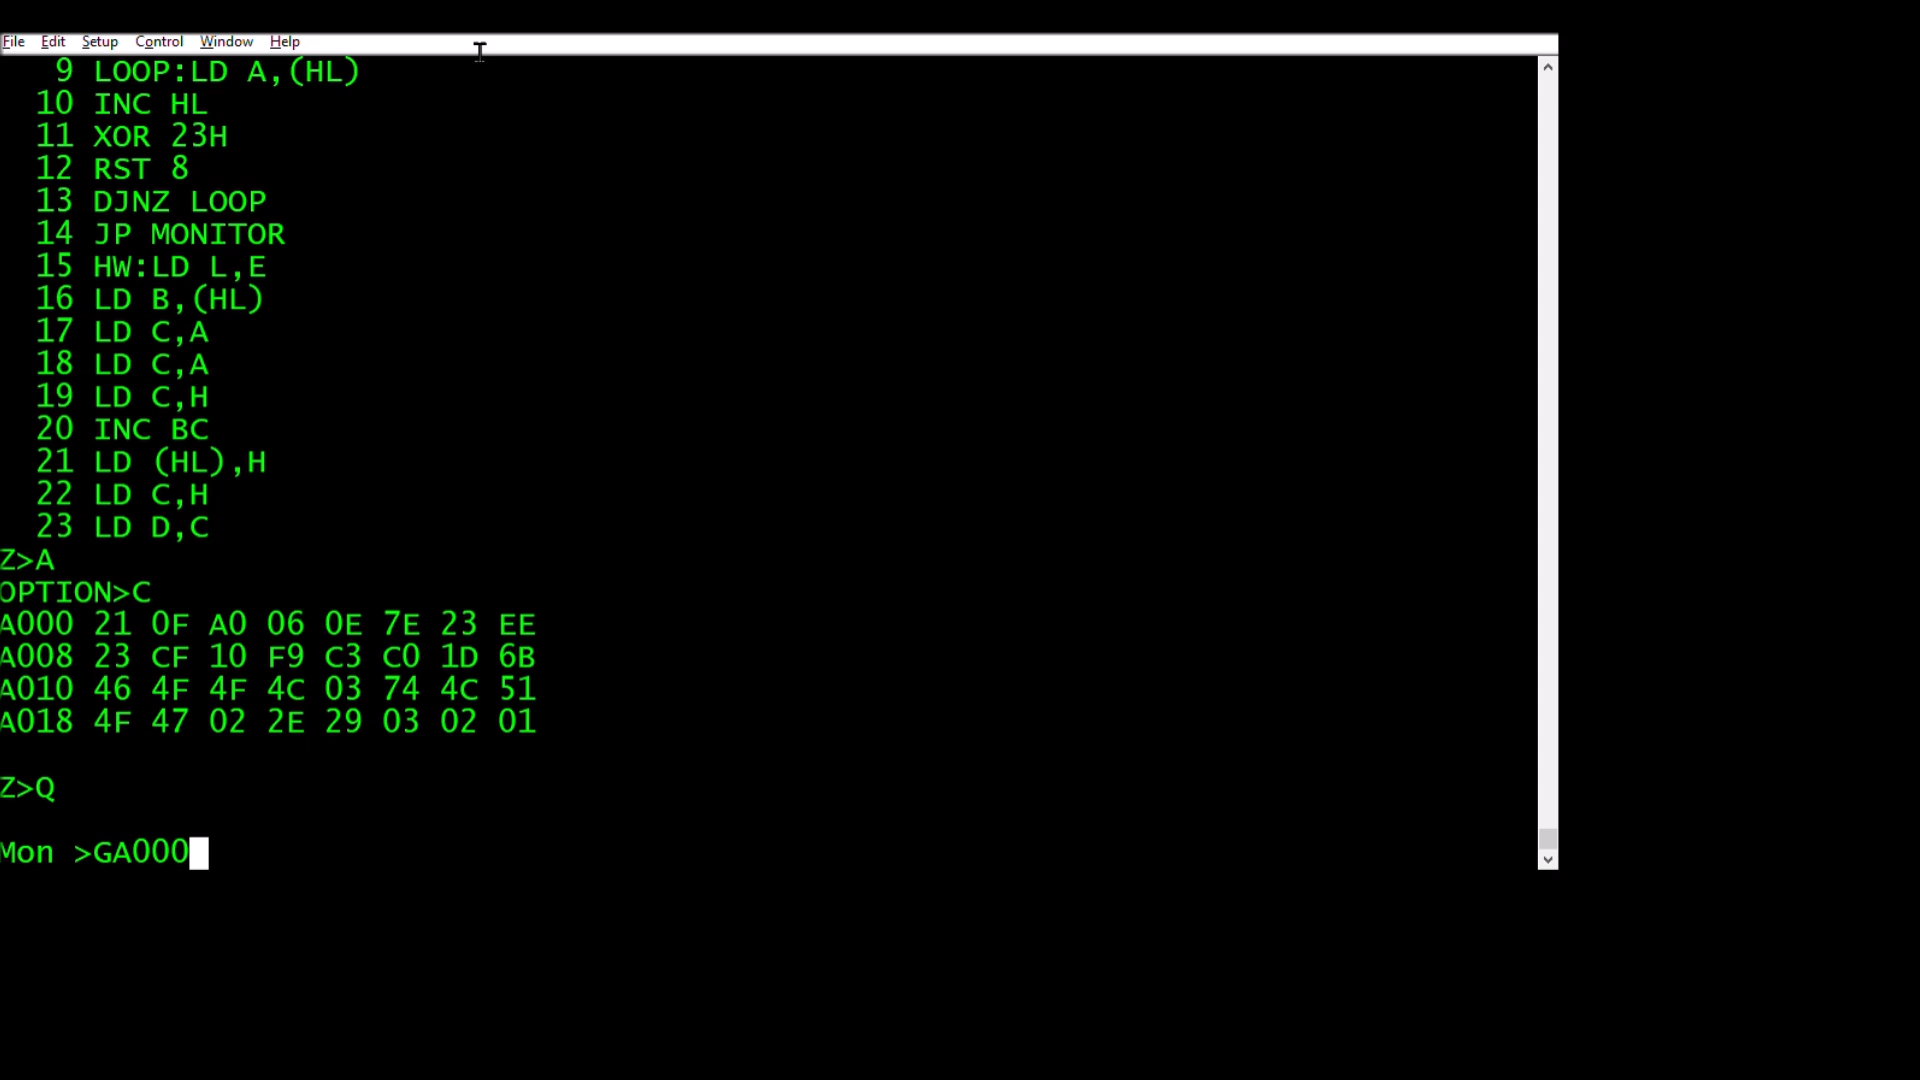 File Edit Setup Control Window Help
9 LOOP:LD A,(HL)
10 INC HL
11 XOR 23H
12 RST 8
13 DJNZ LOOP
14 JP MONITOR
15 HW:LD L,E
16 LD B,(HL)
17 LD C,A
18 LD C,A
19 LD C,H
20 INC BC
21 LD (HL),H
22 LD C,H
23 LD D,C
Z>A
OPTION>C
A000 21 0F A0 06 0E 7E 23 EE
A008 23 CF 10 F9 C3 C0 1D 6B
A010 46 4F 4F 4C 03 74 4C 51
A018 4F 47 02 2E 29 03 02 01
Z>Q
Mon >GA000